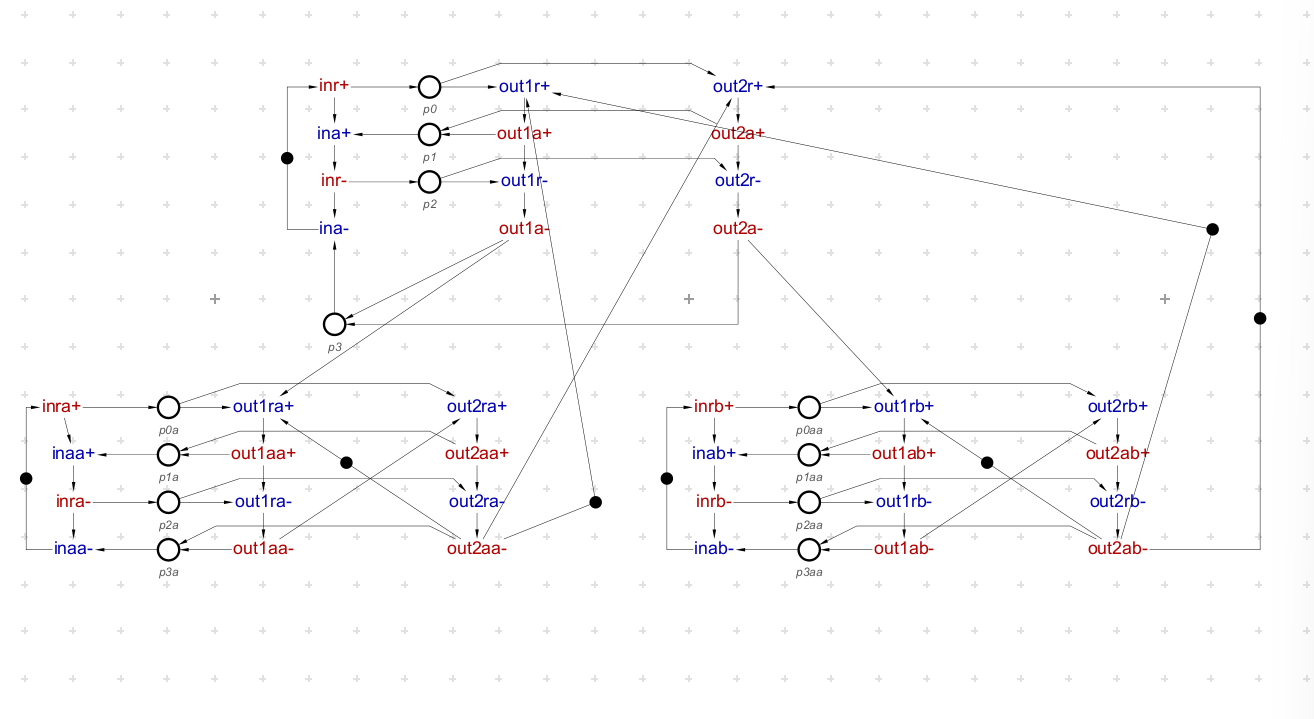 inr+ out1r+ out2r+
p0
ina+ out1a+ out2a+
p1
inr- out1r- out2r-
p2
ina- out1a- out2a-
p3
inra+ out1ra+ out2ra+ inrb+ out1rb+ out2rb+
p0a p0aa
inaa+ out1aa+ out2aa+ inab+ out1ab+ out2ab+
p1a p1aa
inra- out1ra- out2ra- inrb- out1rb- out2rb-
p2a p2aa
inaa- out1aa- out2aa- inab- out1ab- out2ab-
p3a p3aa